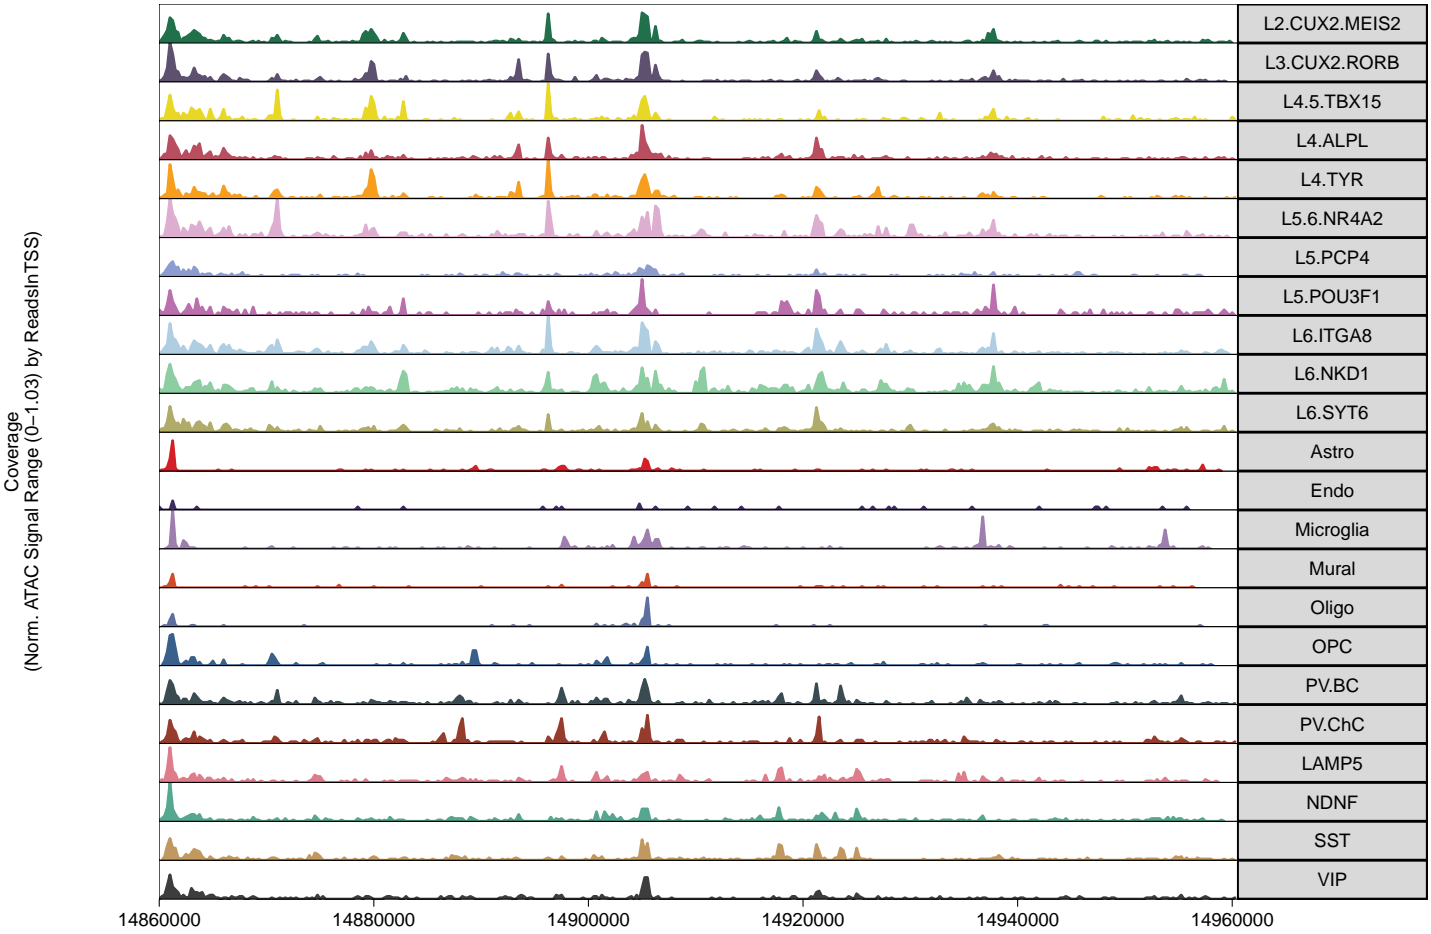 L2.CUX2.MEIS2
L3.CUX2.RORB
L4.5.TBX15
L4.ALPL
L4.TYR
L5.6.NR4A2
L5.PCP4
L5.POU3F1
L6.ITGA8
L6.NKD1
L6.SYT6
Astro
Endo
Microglia
Mural
Oligo
OPC
PV.BC
PV.ChC
LAMP5
NDNF
SST
VIP
Coverage
(Norm. ATAC Signal Range (0–1.03) by ReadsInTSS)
14860000 14880000 14900000 14920000 14940000 14960000